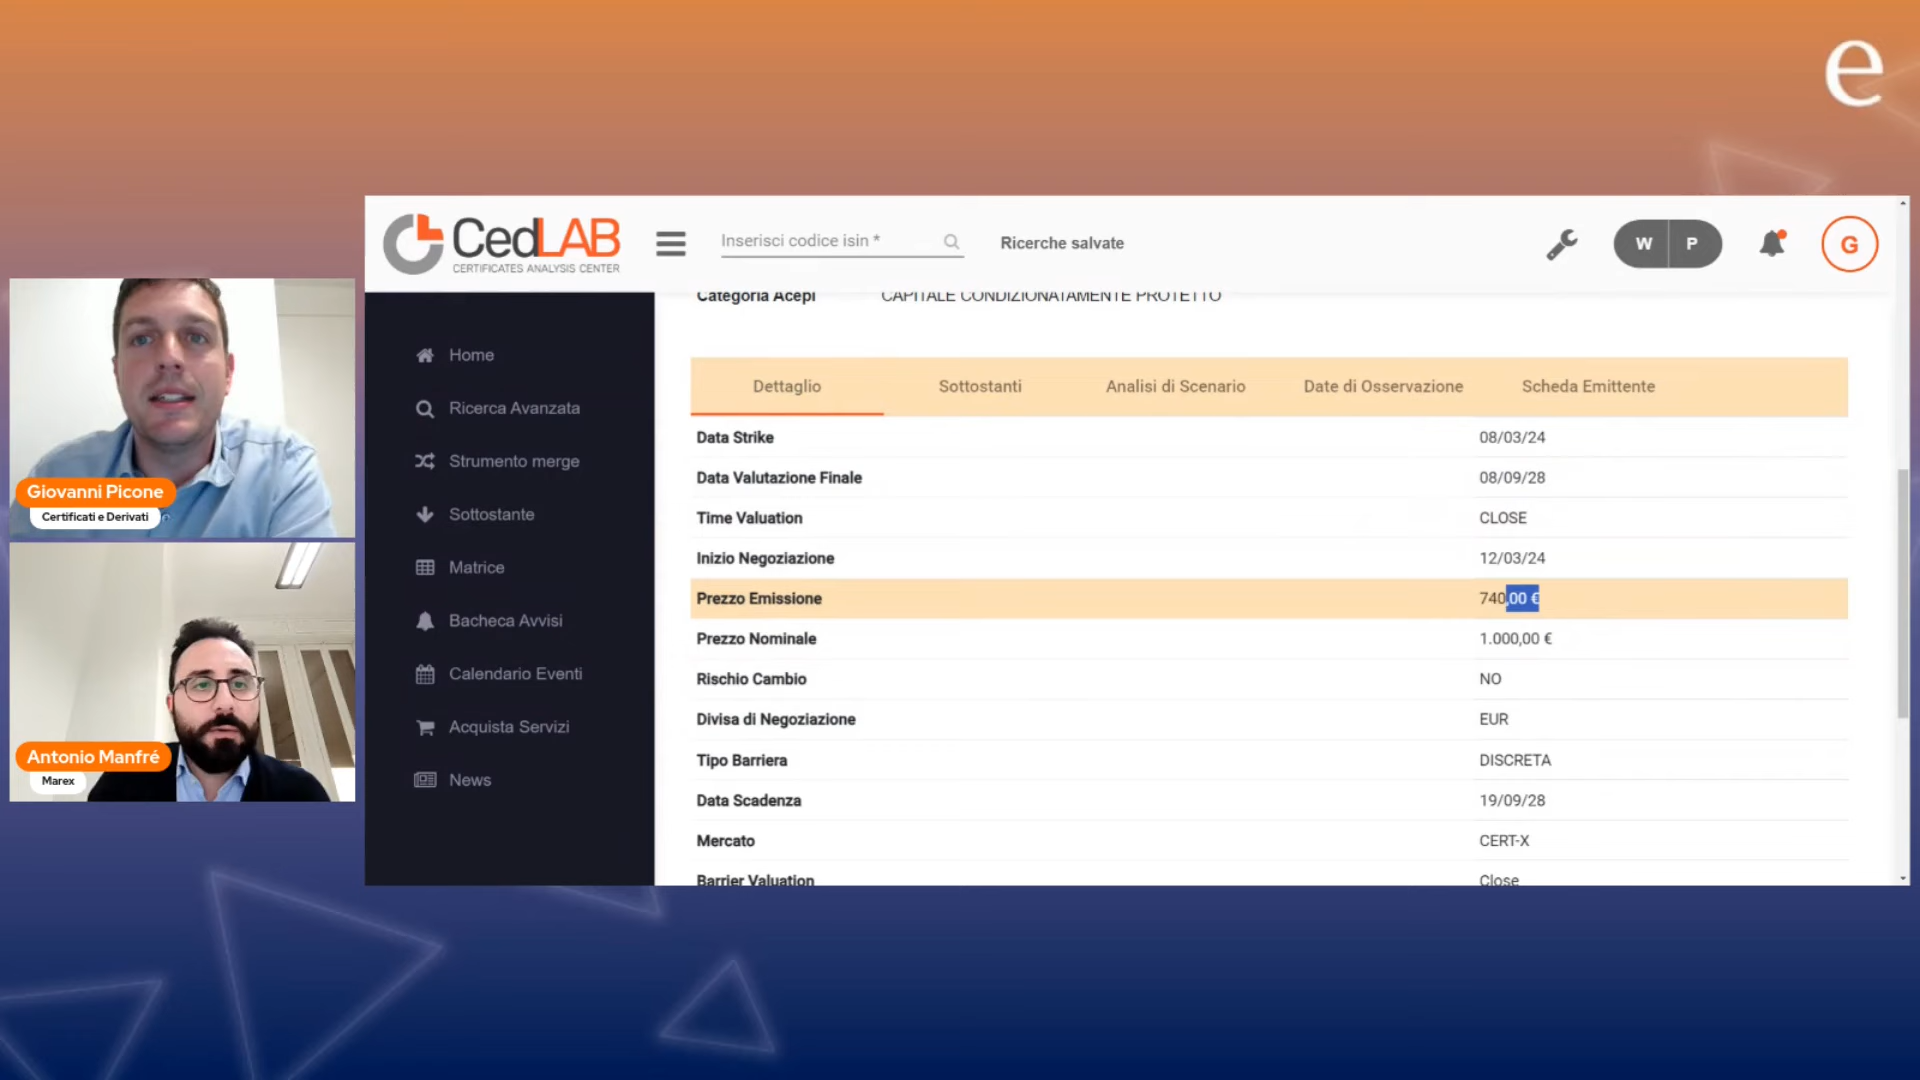 e
CedLAB
CERTIFICATES ANALYSIS CENTER
Inserisci codice isin *
Ricerche salvate
W P
G
Categoria Acepi CAPITALE CONDIZIONATAMENTE PROTETTO
Home
Ricerca Avanzata
Strumento merge
Sottostante
Matrice
Bacheca Avvisi
Calendario Eventi
Acquista Servizi
News
Dettaglio Sottostanti Analisi di Scenario Date di Osservazione Scheda Emittente
Data Strike 08/03/24
Data Valutazione Finale 08/09/28
Time Valuation CLOSE
Inizio Negoziazione 12/03/24
Prezzo Emissione 740,00 €
Prezzo Nominale 1.000,00 €
Rischio Cambio NO
Divisa di Negoziazione EUR
Tipo Barriera DISCRETA
Data Scadenza 19/09/28
Mercato CERT-X
Barrier Valuation Close
Giovanni Picone
Certificati e Derivati
Antonio Manfré
Marex